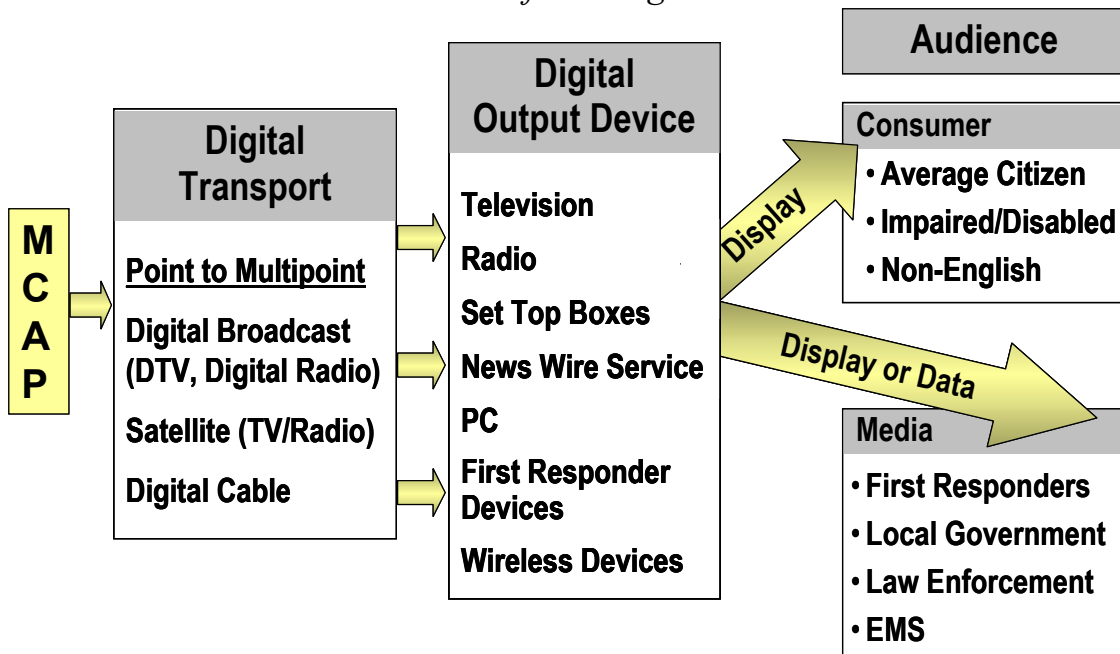 M
C
A
P
Digital
Transport
Point to Multipoint
Digital Broadcast
(DTV, Digital Radio)
Satellite (TV/Radio)
Digital Cable
Digital
Output Device
Television
Radio
Set Top Boxes
News Wire Service
PC
First Responder
Devices
Wireless Devices
Display
Display or Data
Audience
Consumer
• Average Citizen
• Impaired/Disabled
• Non-English
Media
• First Responders
• Local Government
• Law Enforcement
• EMS